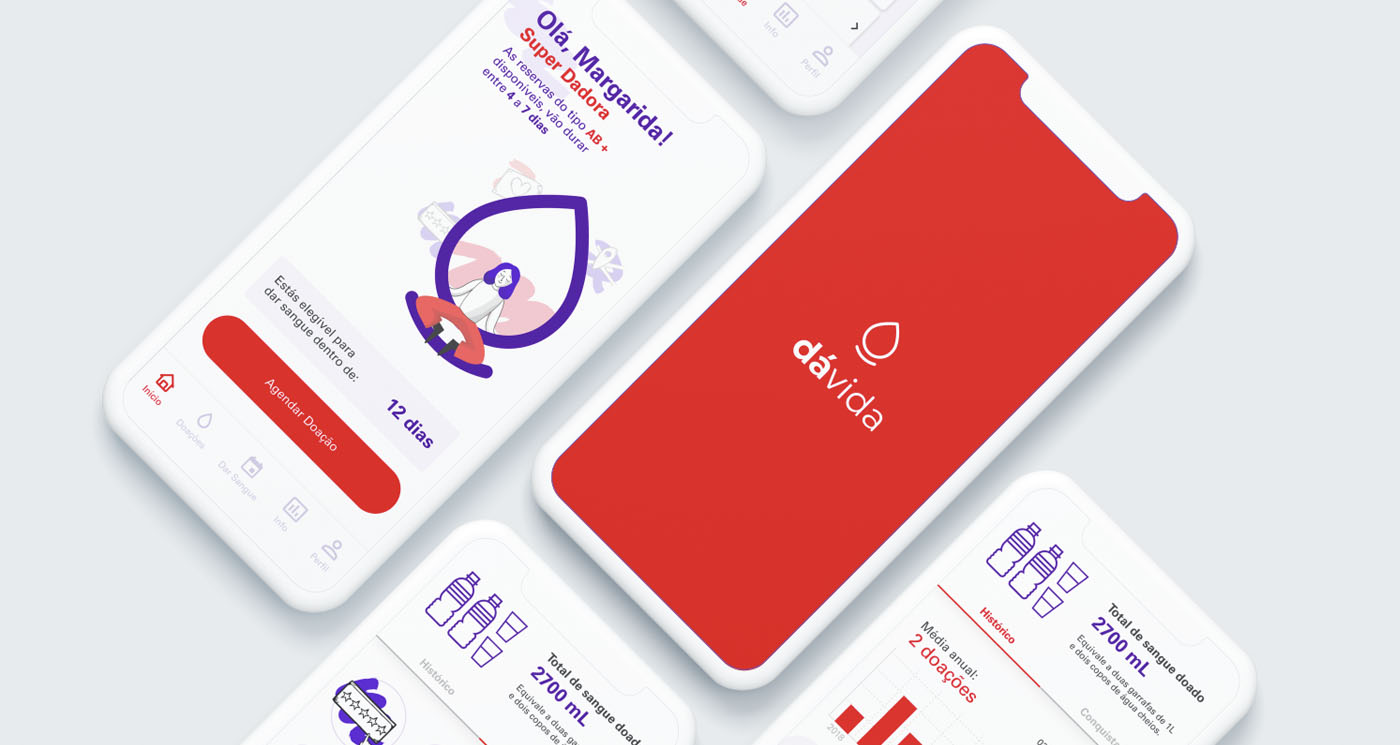 Olá, Margarida!
Super Dadora
As reservas do tipo AB+
disponíveis, vão durar
entre 4 a 7 dias
Estás elegível para
dar sangue dentro de:
12 dias
Agendar Doação
Início
Doações
Dar Sangue
Info
Perfil
Info
Perfil
dávida
Total de sangue doad
2700 mL
Equivale a duas ga
e dois copos de
Histórico
Total de sangue doado
2700 mL
Equivale a duas garrafas de 1L
e dois copos de água cheios.
Histórico
Conquista
Média anual:
2 doações
2018